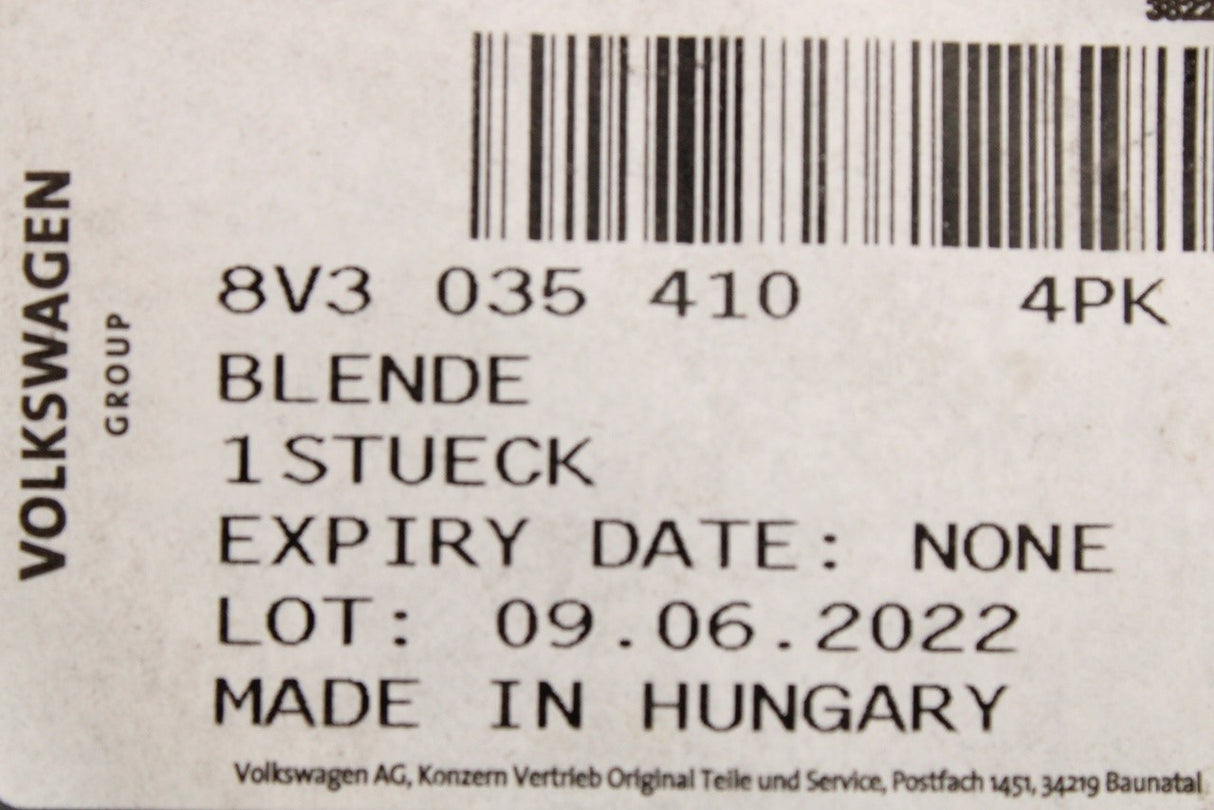 3822
8V3 035 410 4PK
BLENDE
1STUECK
EXPIRY DATE: NONE
LOT: 09.06.2022
MADE IN HUNGARY
Volkswagen AG, Konzern Vertrieb Original Teile und Service, Postfach 1451, 34219 Baunatal
VOLKSWAGEN
GROUP